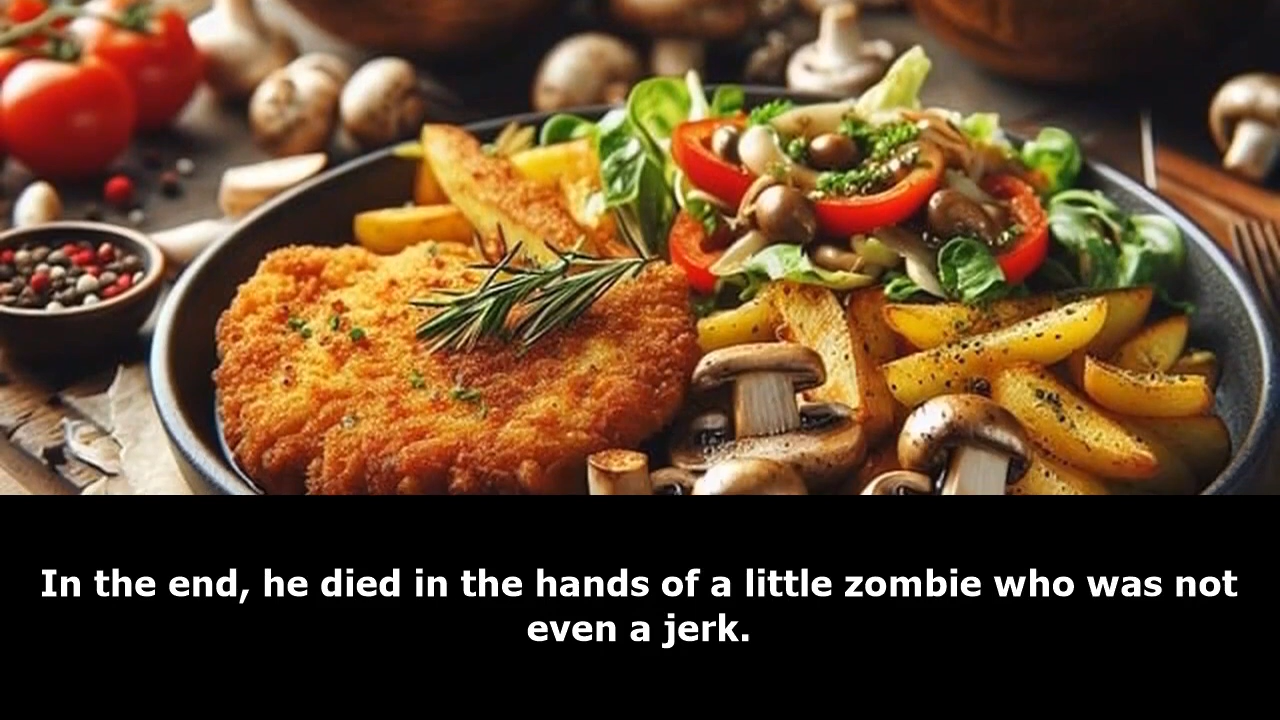 In the end, he died in the hands of a little zombie who was not
even a jerk.